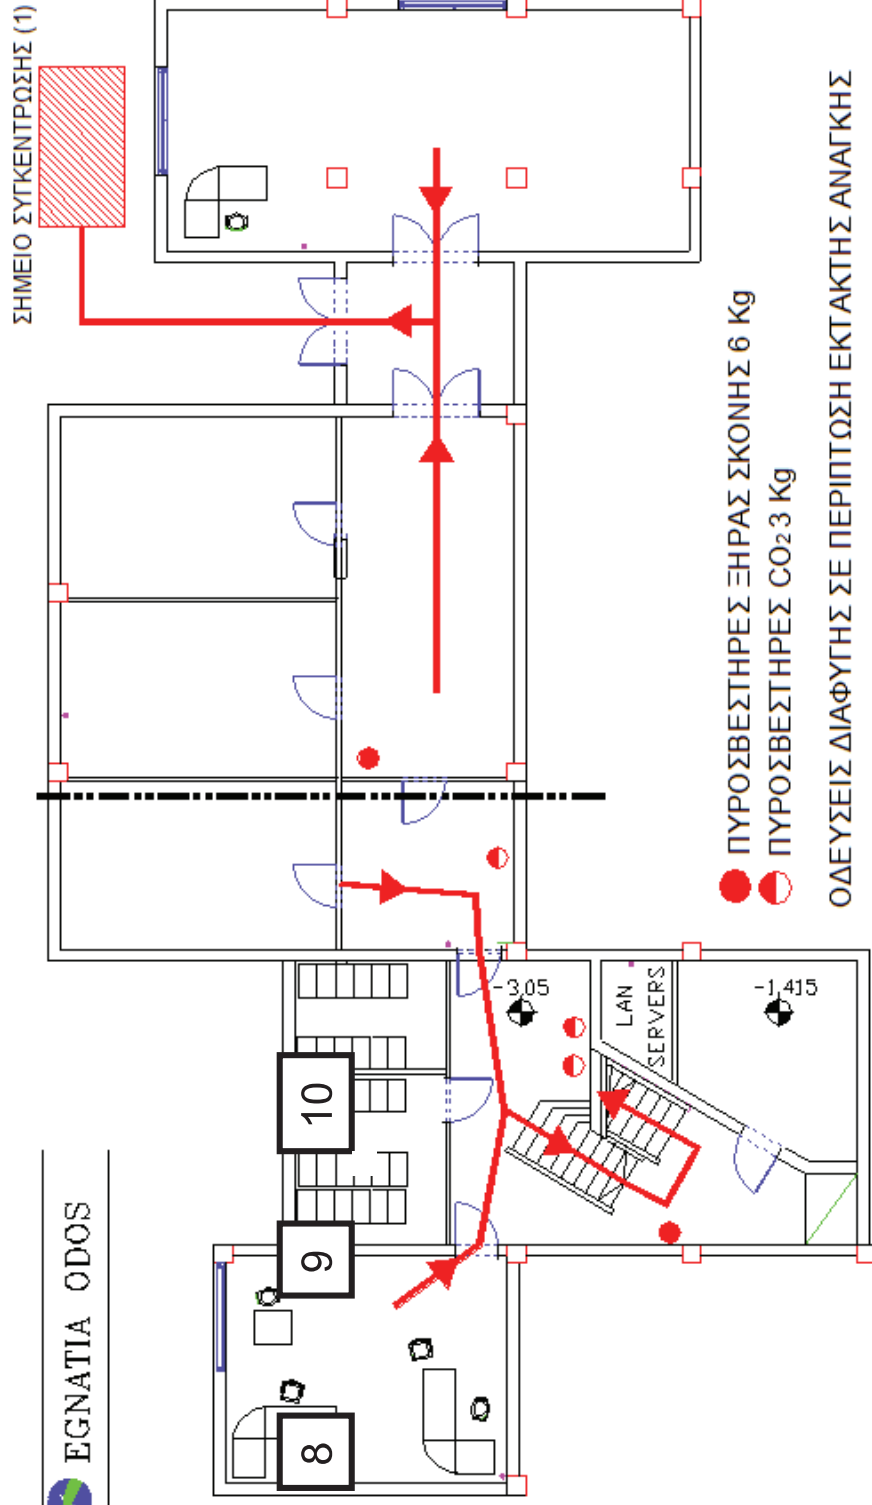 EGNATIA ODOS
ΣΗΜΕΙΟ ΣΥΓΚΕΝΤΡΩΣΗΣ (1)
8
9
10
-3,05
LAN
SERVERS
-1,415
ΠΥΡΟΣΒΕΣΤΗΡΕΣ ΞΗΡΑΣ ΣΚΟΝΗΣ 6 Kg
ΠΥΡΟΣΒΕΣΤΗΡΕΣ CO₂ 3 Kg
ΟΔΕΥΣΕΙΣ ΔΙΑΦΥΓΗΣ ΣΕ ΠΕΡΙΠΤΩΣΗ ΕΚΤΑΚΤΗΣ ΑΝΑΓΚΗΣ